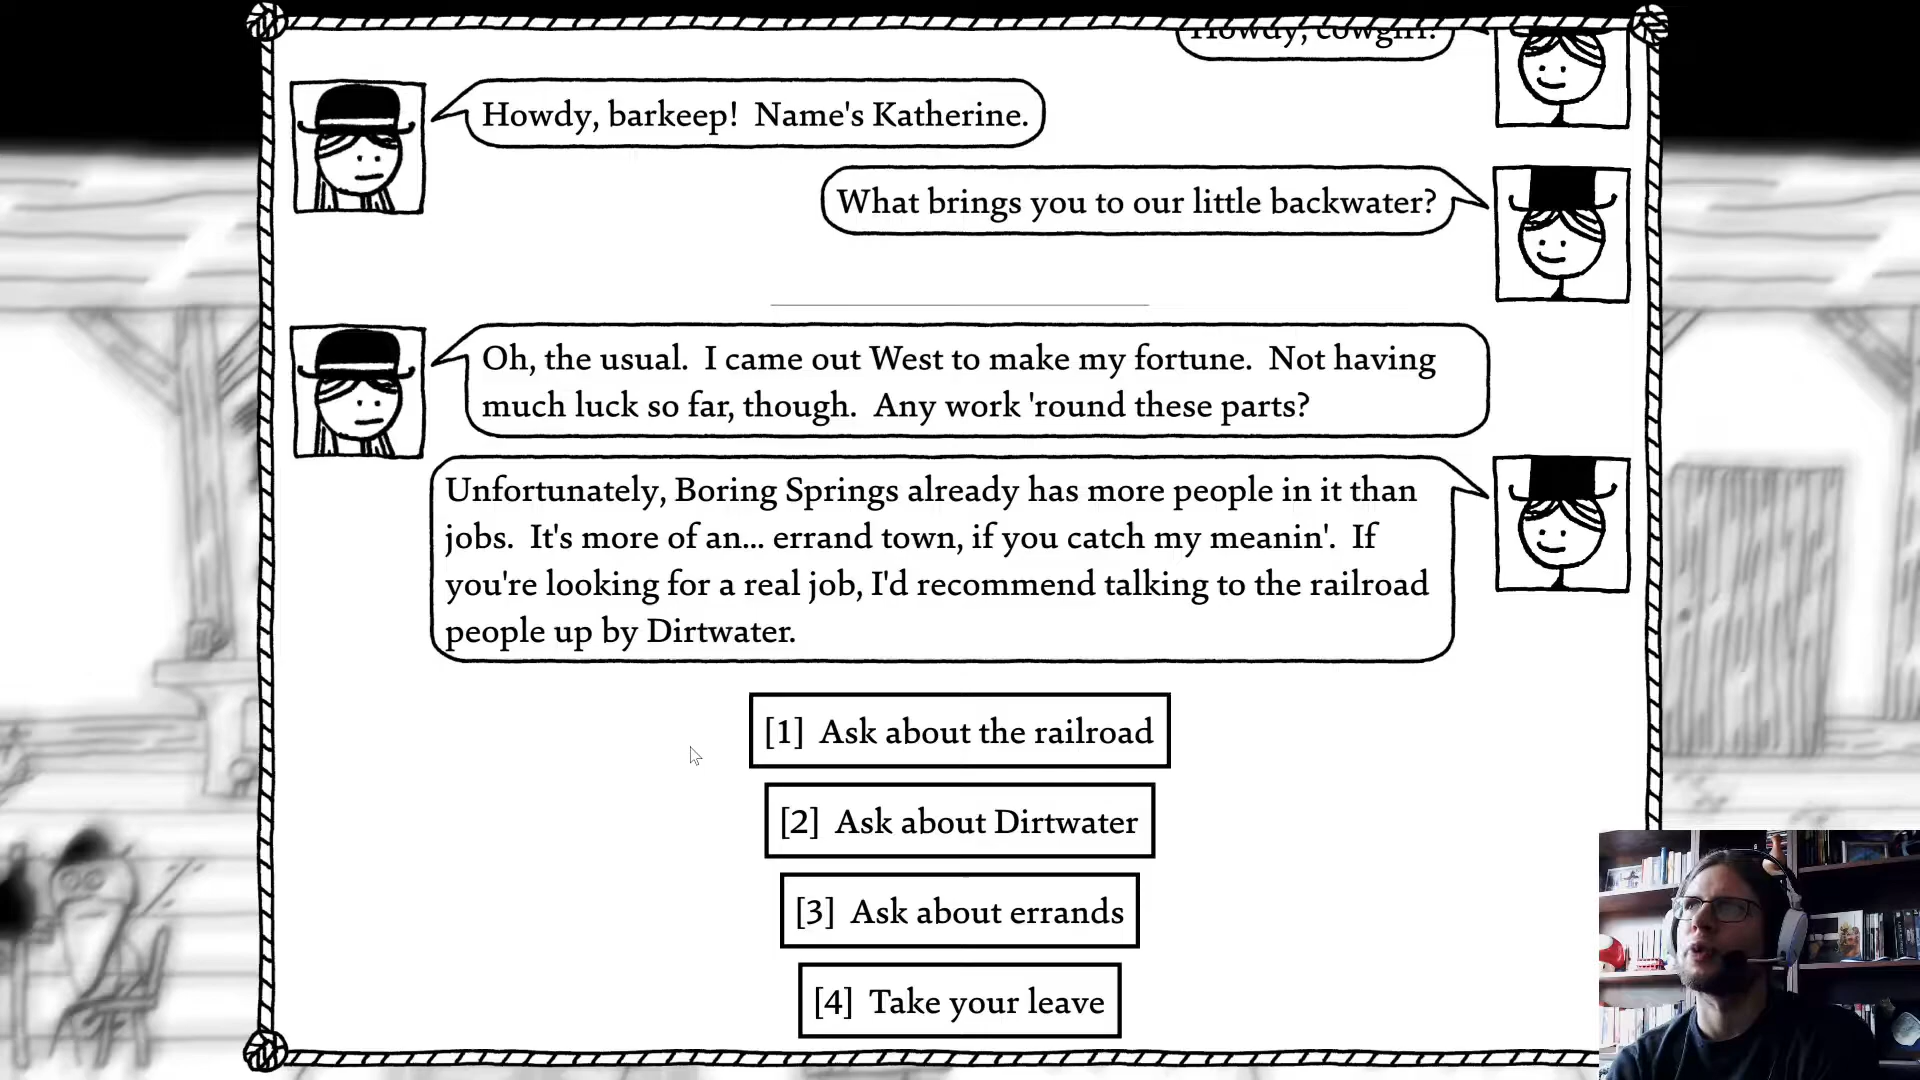 Howdy, cowgirl!
Howdy, barkeep!  Name's Katherine.
What brings you to our little backwater?
Oh, the usual.  I came out West to make my fortune.  Not having
much luck so far, though.  Any work 'round these parts?
Unfortunately, Boring Springs already has more people in it than
jobs.  It's more of an... errand town, if you catch my meanin'.  If
you're looking for a real job, I'd recommend talking to the railroad
people up by Dirtwater.
[1]  Ask about the railroad
[2]  Ask about Dirtwater
[3]  Ask about errands
[4]  Take your leave